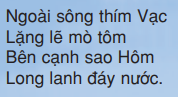 Ngoài sông thím Vạc
Lặng lẽ mò tôm
Bên cạnh sao Hôm
Long lanh đáy nước.